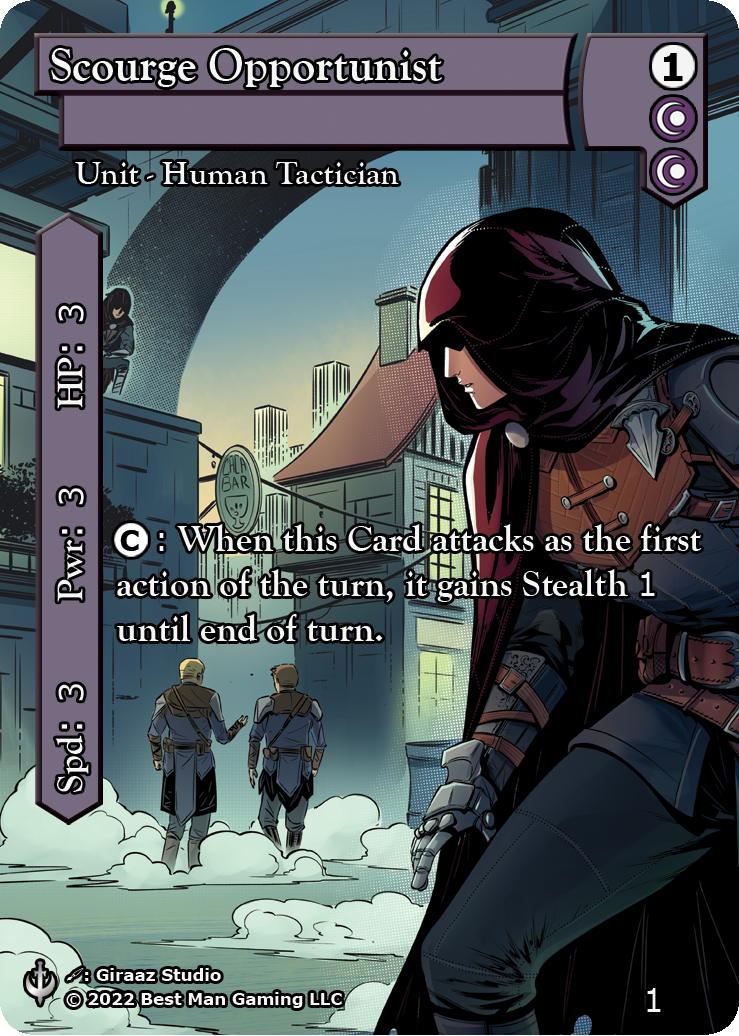 Scourge Opportunist
1
Unit - Human Tactician
HP: 3
Pwr: 3
Spd: 3
BAR
C : When this Card attacks as the first
action of the turn, it gains Stealth 1
until end of turn.
: Giraaz Studio
© 2022 Best Man Gaming LLC
1